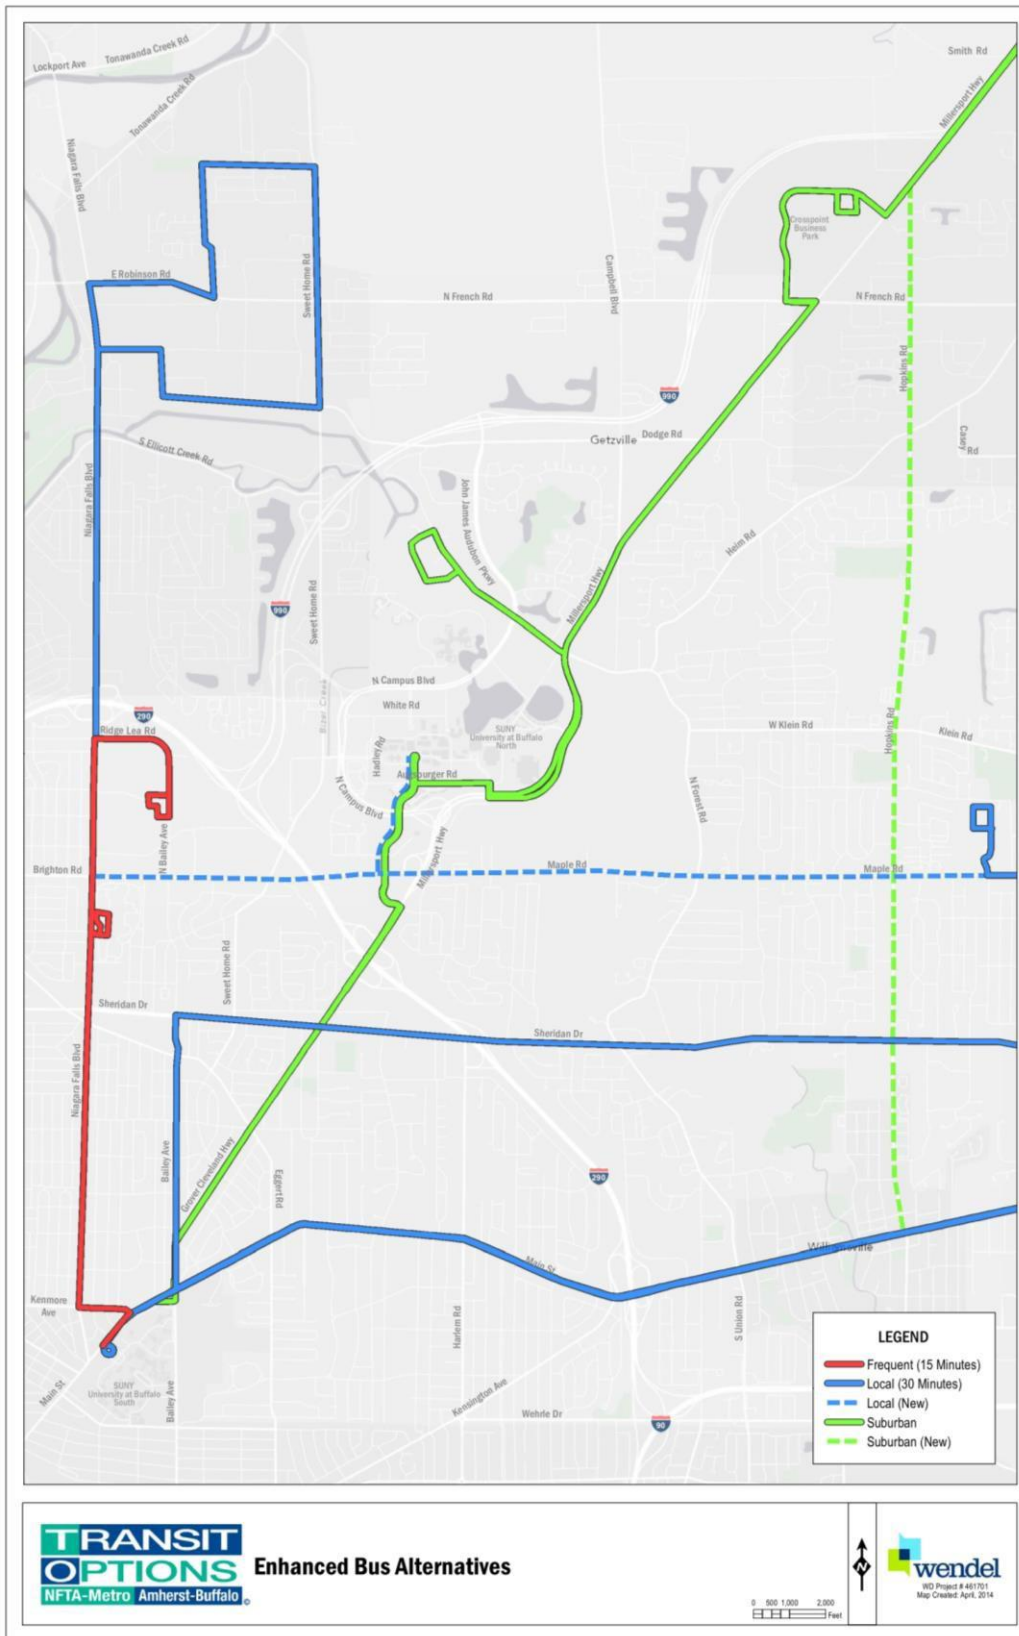 Smith Rd
Tonawanda Creek Rd
Lockport Ave
Tonawanda Creek Rd
Millersport Hwy
Niagara Falls Blvd
Crosspoint
Business
Park
E Robinson Rd
Sweet Home Rd
Campbell Blvd
N French Rd
N French Rd
Hopkins Rd
990
Getzville
Dodge Rd
Casey
Rd
S Ellicott Creek Rd
Niagara Falls Blvd
John James Audubon Pkwy
Heim Rd
Millersport Hwy
990
Sweet Home Rd
N Campus Blvd
White Rd
290
Ridge Lea Rd
SUNY
University at Buffalo
North
W Klein Rd
Klein Rd
Hopkins Rd
Hadley Rd
N Campus Blvd
N Forest Rd
N Bailey Ave
Millersport Hwy
Brighton Rd
Maple Rd
Maple Rd
Sweet Home Rd
Sheridan Dr
Sheridan Dr
Niagara Falls Blvd
Bailey Ave
Grover Cleveland Hwy
Eggert Rd
290
Main St
Williamsville
Kenmore
Ave
Harlem Rd
S Union Rd
SUNY
University at Buffalo
South
Main St
Bailey Ave
Kensington Ave
Wehrle Dr
90
LEGEND
Frequent (15 Minutes)
Local (30 Minutes)
Local (New)
Suburban
Suburban (New)
TRANSIT
OPTIONS
NFTA-Metro Amherst-Buffalo
Enhanced Bus Alternatives
N
0 500 1,000 2,000
Feet
wendel
WD Project # 461701
Map Created: April, 2014